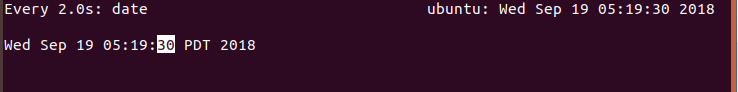 Every 2.0s: date ubuntu: Wed Sep 19 05:19:30 2018
Wed Sep 19 05:19:30 PDT 2018